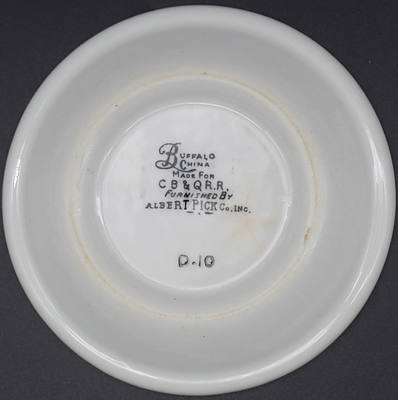 BUFFALO
CHINA
MADE FOR
C B & Q R.R.
FURNISHED BY
ALBERT PICK CO., INC.
D-10